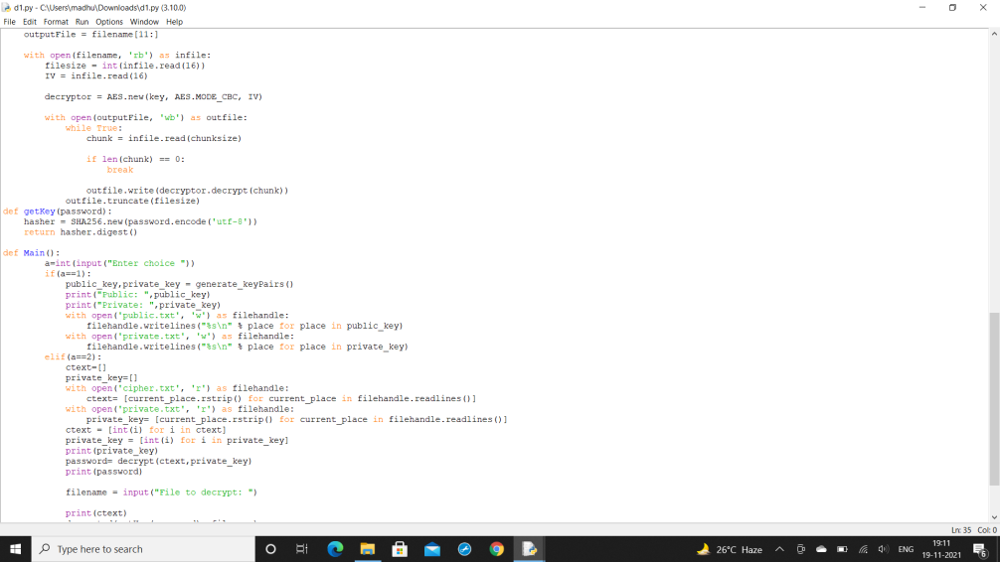 d1.py - C:\Users\madhu\Downloads\d1.py (3.10.0)
File Edit Format Run Options Window Help
    outputFile = filename[11:]

    with open(filename, 'rb') as infile:
        filesize = int(infile.read(16))
        IV = infile.read(16)

        decryptor = AES.new(key, AES.MODE_CBC, IV)

        with open(outputFile, 'wb') as outfile:
            while True:
                chunk = infile.read(chunksize)

                if len(chunk) == 0:
                    break

                outfile.write(decryptor.decrypt(chunk))
            outfile.truncate(filesize)
def getKey(password):
    hasher = SHA256.new(password.encode('utf-8'))
    return hasher.digest()

def Main():
        a=int(input("Enter choice "))
        if(a==1):
            public_key,private_key = generate_keyPairs()
            print("Public: ",public_key)
            print("Private: ",private_key)
            with open('public.txt', 'w') as filehandle:
                filehandle.writelines("%s\n" % place for place in public_key)
            with open('private.txt', 'w') as filehandle:
                filehandle.writelines("%s\n" % place for place in private_key)
        elif(a==2):
            ctext=[]
            private_key=[]
            with open('cipher.txt', 'r') as filehandle:
                ctext= [current_place.rstrip() for current_place in filehandle.readlines()]
            with open('private.txt', 'r') as filehandle:
                private_key= [current_place.rstrip() for current_place in filehandle.readlines()]
            ctext = [int(i) for i in ctext]
            private_key = [int(i) for i in private_key]
            print(private_key)
            password= decrypt(ctext,private_key)
            print(password)

            filename = input("File to decrypt: ")

            print(ctext)
Ln: 35 Col: 0
Type here to search
26°C Haze
ENG
19:11
19-11-2021
6